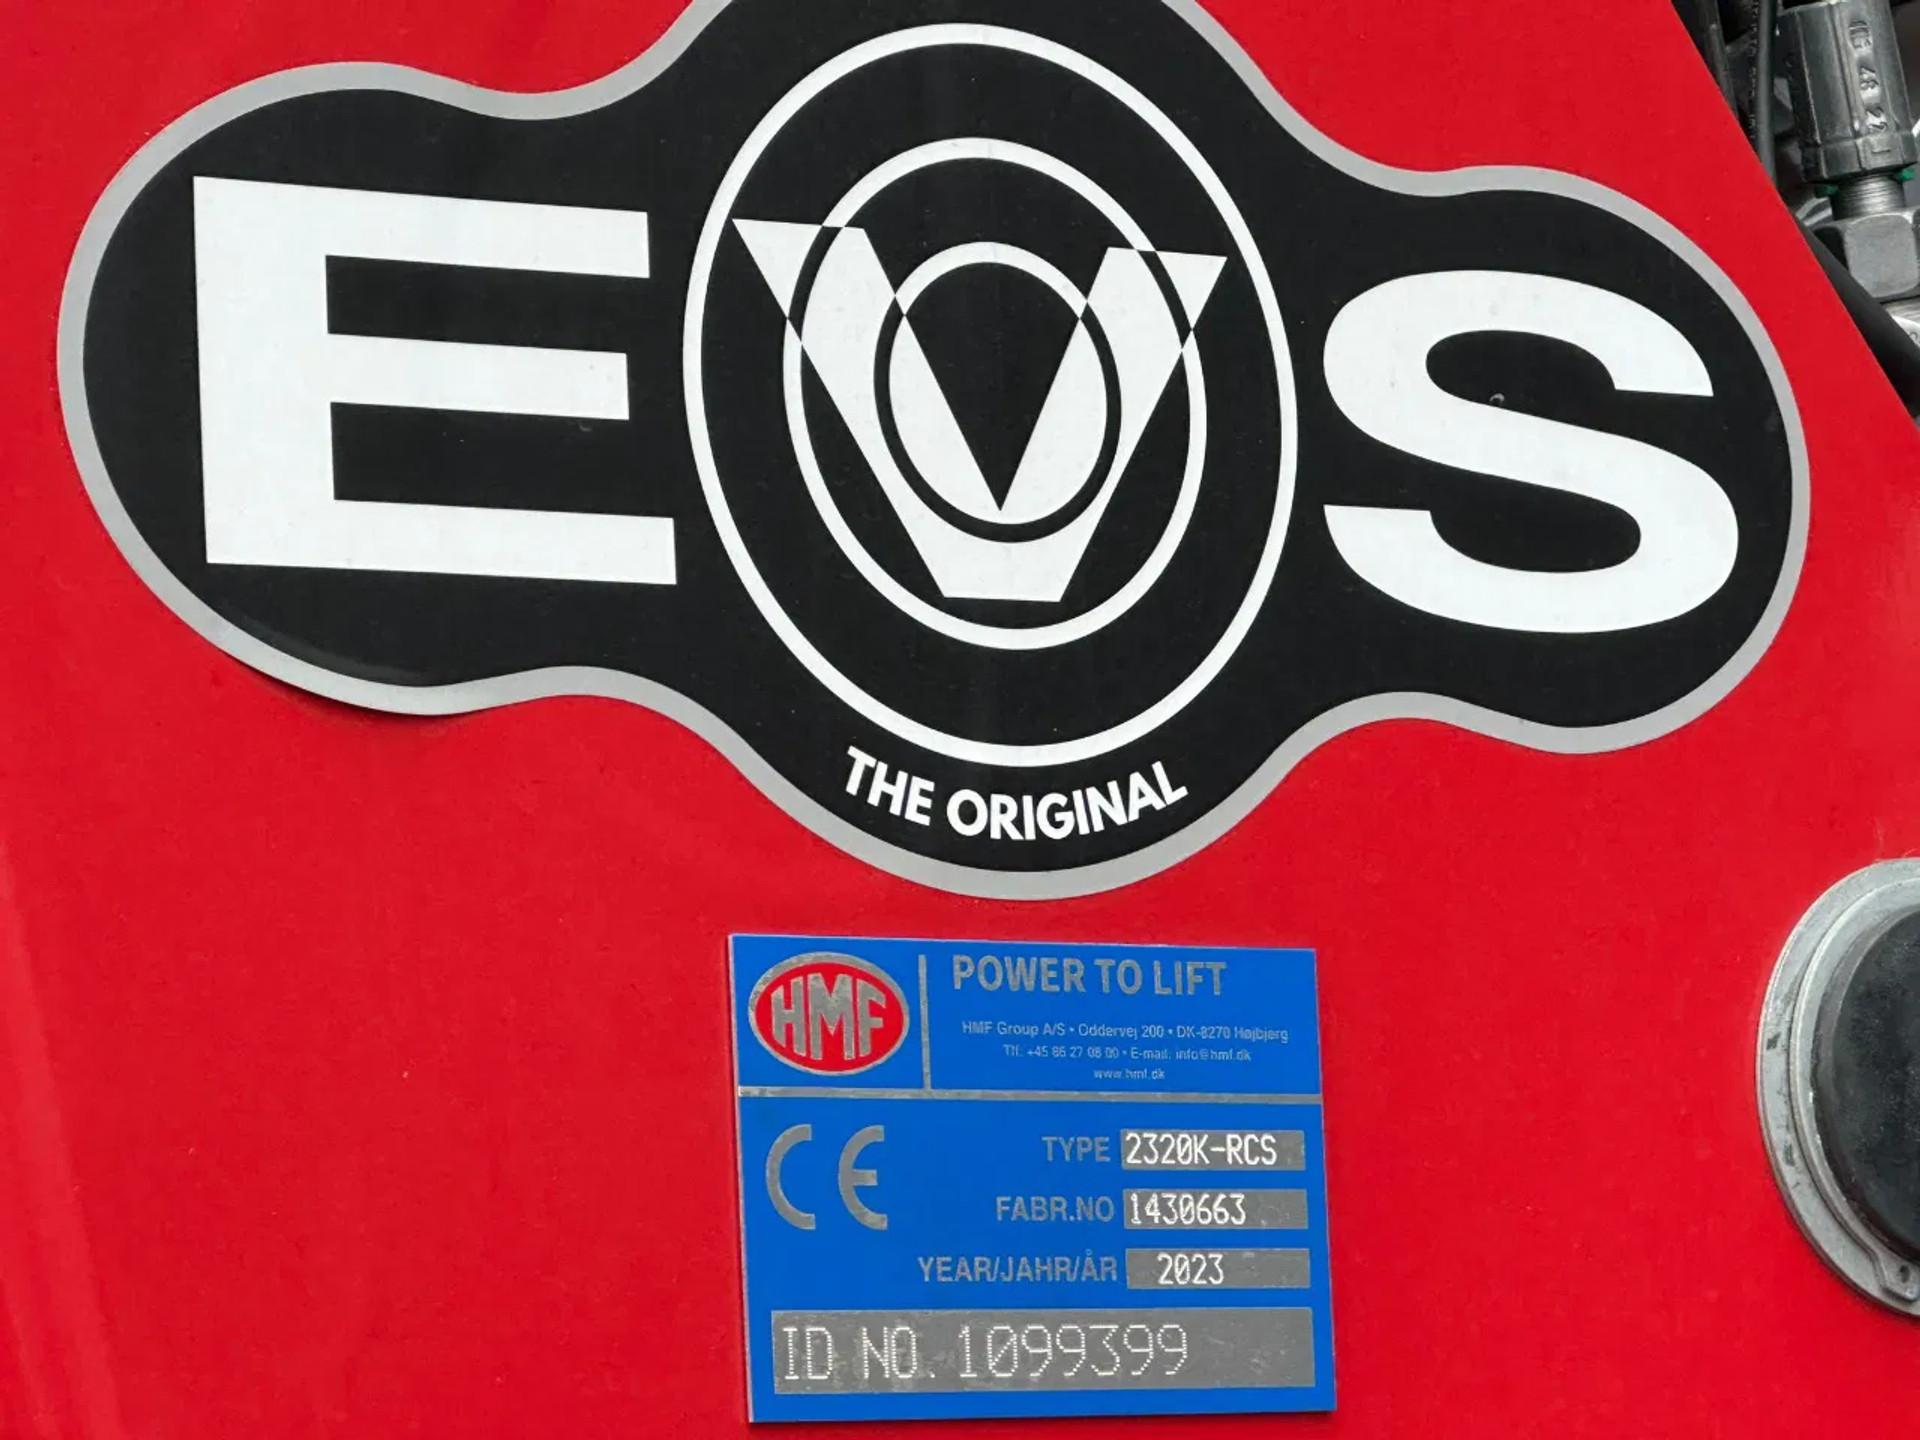 EVS
THE ORIGINAL
HMF
POWER TO LIFT
HMF Group A/S • Oddervej 200 • DK-8270 Højbjerg
Tlf.: +45 86 27 08 00 • E-mail: info@hmf.dk
www.hmf.dk
CE
TYPE 2320K-RCS
FABR.NO 1430663
YEAR/JAHR/ÅR 2023
ID NO. 1099399